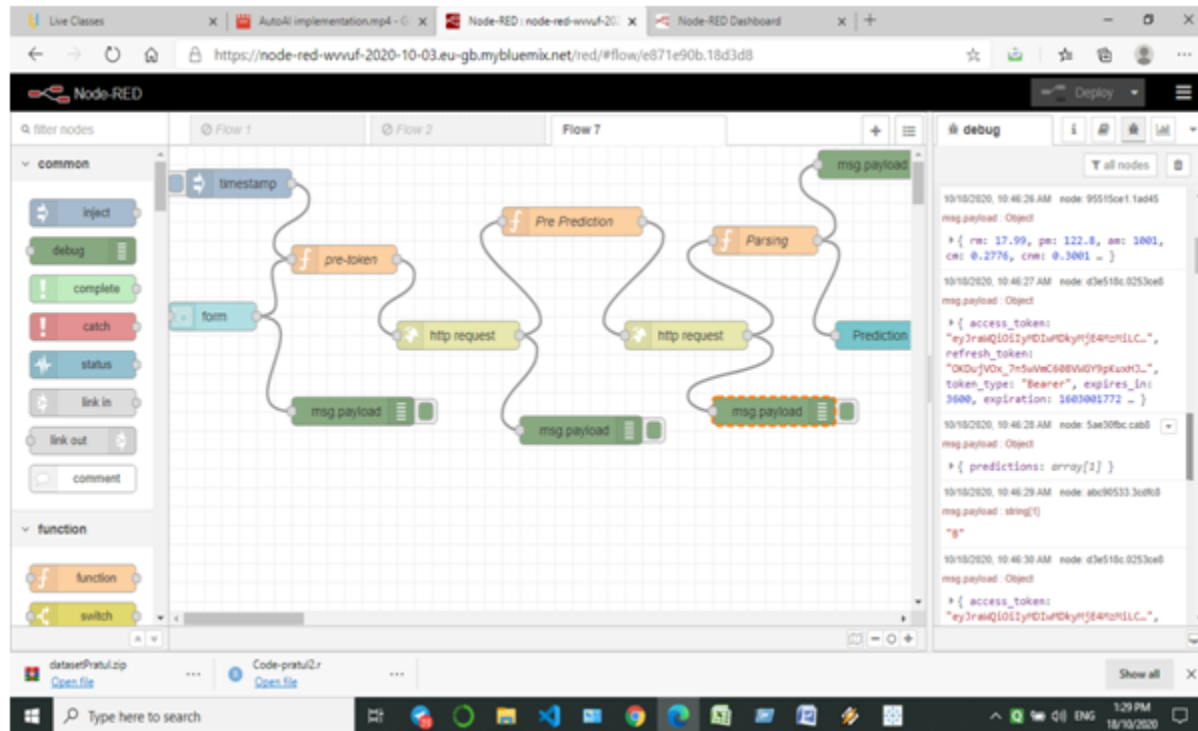 Live Classes
AutoAI implementation.mp4 - G
Node-RED : node-red-wvvuf-20
Node-RED Dashboard
https://node-red-wvvuf-2020-10-03.eu-gb.mybluemix.net/red/#flow/e871e90b.18d3d8
Node-RED
Deploy
filter nodes
Flow 1
Flow 2
Flow 7
debug
i
all nodes
common
inject
debug
complete
catch
status
link in
link out
comment
function
function
switch
timestamp
form
pre-token
msg.payload
http request
Pre Prediction
msg.payload
http request
Parsing
msg.payload
msg.payload
Prediction
10/18/2020, 10:46:26 AM node: 95515ce1.1ad45
msg.payload : Object
{ rm: 17.99, pm: 122.8, am: 1001,
cm: 0.2776, cnm: 0.3001 … }
10/18/2020, 10:46:27 AM node: d3e518c.0253ce8
msg.payload : Object
{ access_token:
refresh_token:
token_type: "Bearer", expires_in:
3600, expiration: 1603001772 … }
10/18/2020, 10:46:28 AM node: 5ae30fbc.cab8
msg.payload : Object
{ predictions: array[1] }
10/18/2020, 10:46:29 AM node: abc90533.3cdfc8
msg.payload : string[1]
10/18/2020, 10:46:30 AM node: d3e518c.0253ce8
msg.payload : Object
{ access_token:
datasetPratul.zip
Open file
Code-pratul2.r
Open file
Show all
Type here to search
ENG
1:29 PM
18/10/2020